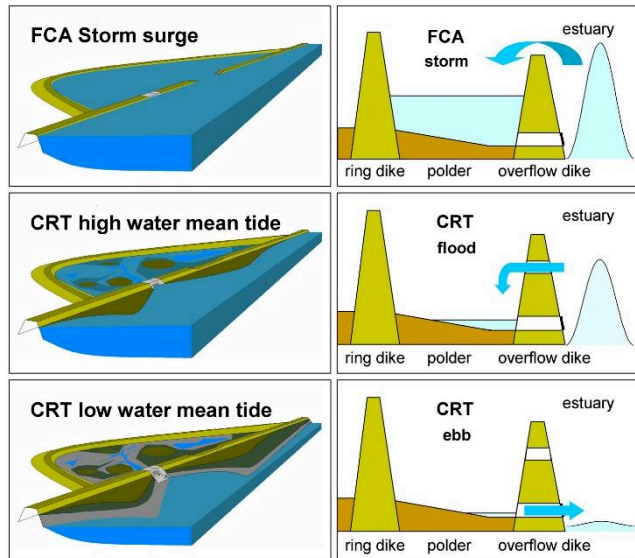 FCA Storm surge
estuary
FCA
storm
ring dike polder overflow dike
CRT high water mean tide
estuary
CRT
flood
ring dike polder overflow dike
CRT low water mean tide
estuary
CRT
ebb
ring dike polder overflow dike